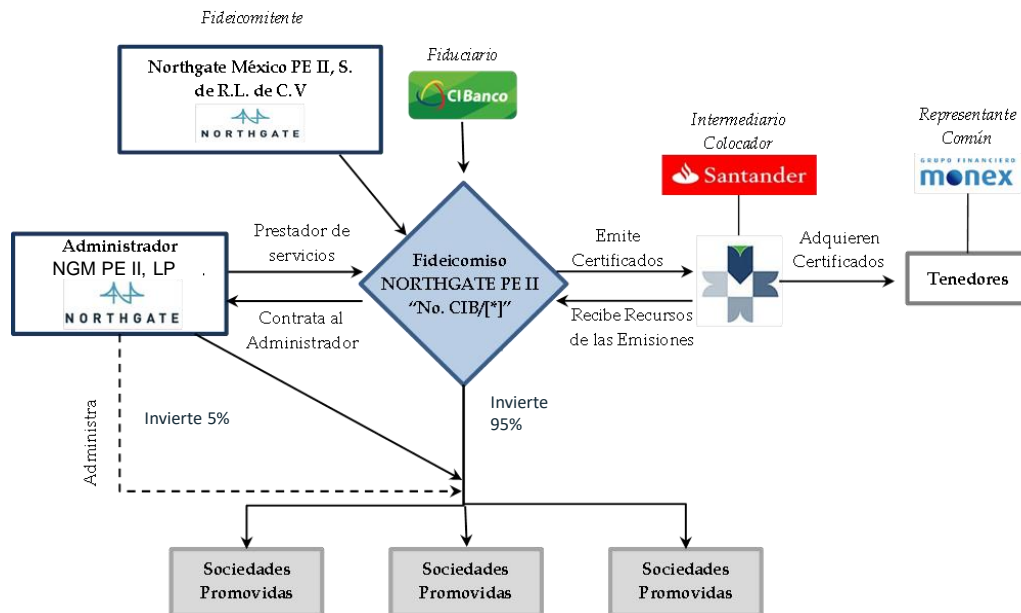 Fideicomitente
Northgate México PE II, S.
de R.L. de C.V
NORTHGATE
Fiduciario
CIBanco
Intermediario
Colocador
Santander
Representante
Común
GRUPO FINANCIERO
monex
Administrador
NGM PE II, LP .
NORTHGATE
Prestador de
servicios
Contrata al
Administrador
Fideicomiso
NORTHGATE PE II
“No. CIB/[*]”
Emite
Certificados
Recibe Recursos
de las Emisiones
Adquieren
Certificados
Tenedores
Administra
Invierte 5%
Invierte
95%
Sociedades
Promovidas
Sociedades
Promovidas
Sociedades
Promovidas